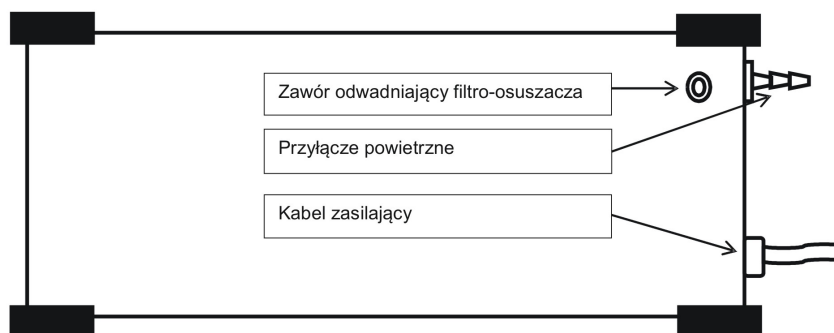 Zawór odwadniający filtro-osuszacza
Przyłącze powietrzne
Kabel zasilający